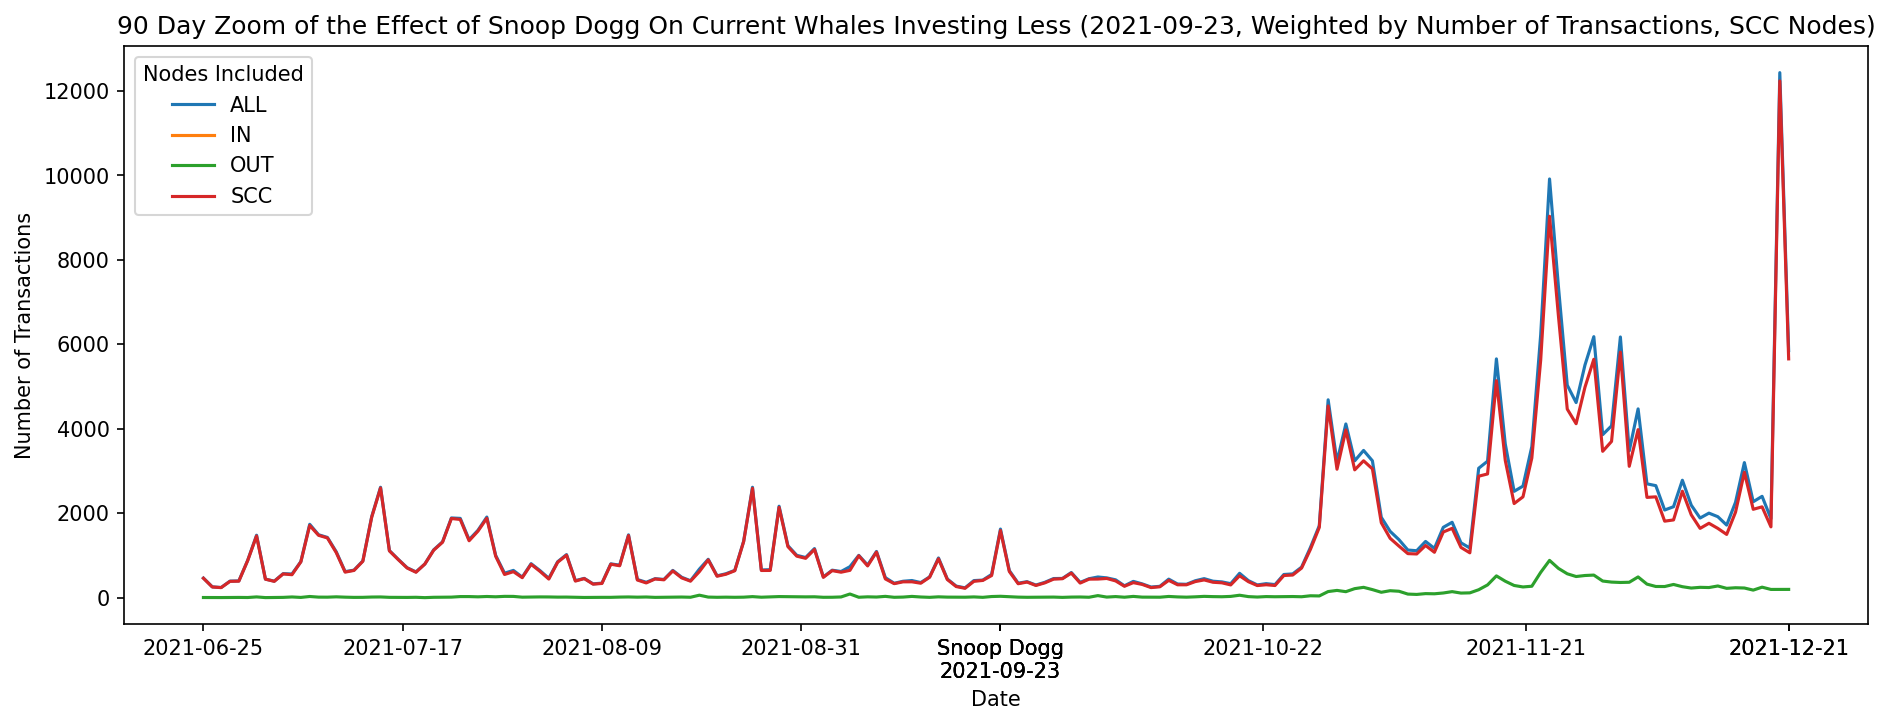 90 Day Zoom of the Effect of Snoop Dogg On Current Whales Investing Less (2021-09-23, Weighted by Number of Transactions, SCC Nodes)
Nodes Included
ALL
IN
OUT
SCC
Number of Transactions
12000
10000
8000
6000
4000
2000
0
2021-06-25
2021-07-17
2021-08-09
2021-08-31
Snoop Dogg
2021-09-23
2021-10-22
2021-11-21
2021-12-21
Date